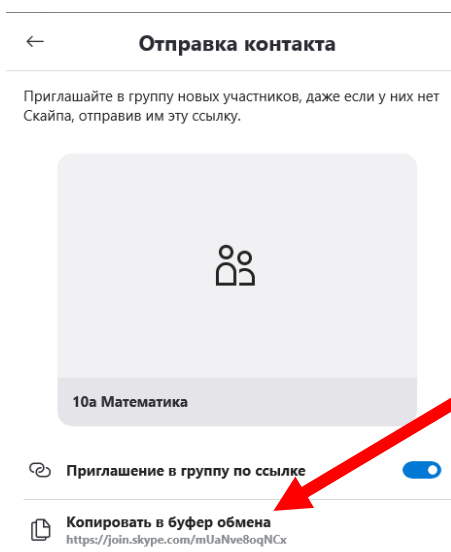 Отправка контакта
Приглашайте в группу новых участников, даже если у них нет
Скайпа, отправив им эту ссылку.
10а Математика
Приглашение в группу по ссылке
Копировать в буфер обмена
https://join.skype.com/mUaNve8oqNCx